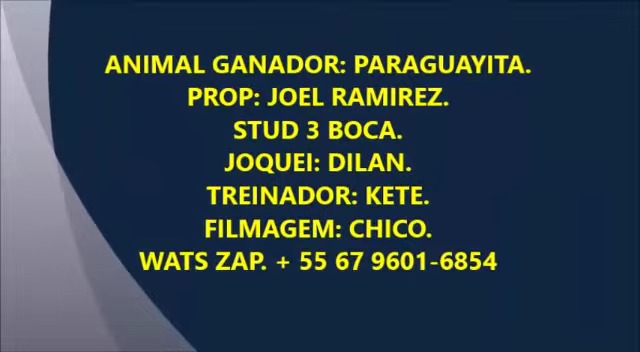 ANIMAL GANADOR: PARAGUAYITA.
PROP: JOEL RAMIREZ.
STUD 3 BOCA.
JOQUEI: DILAN.
TREINADOR: KETE.
FILMAGEM: CHICO.
WATS ZAP. + 55 67 9601-6854